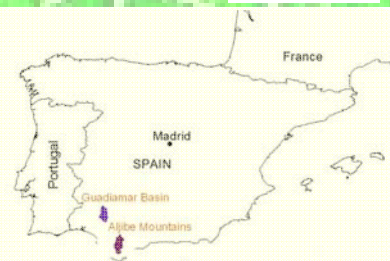 France
Madrid
SPAIN
Portugal
Guadiamar Basin
Aljibe Mountains